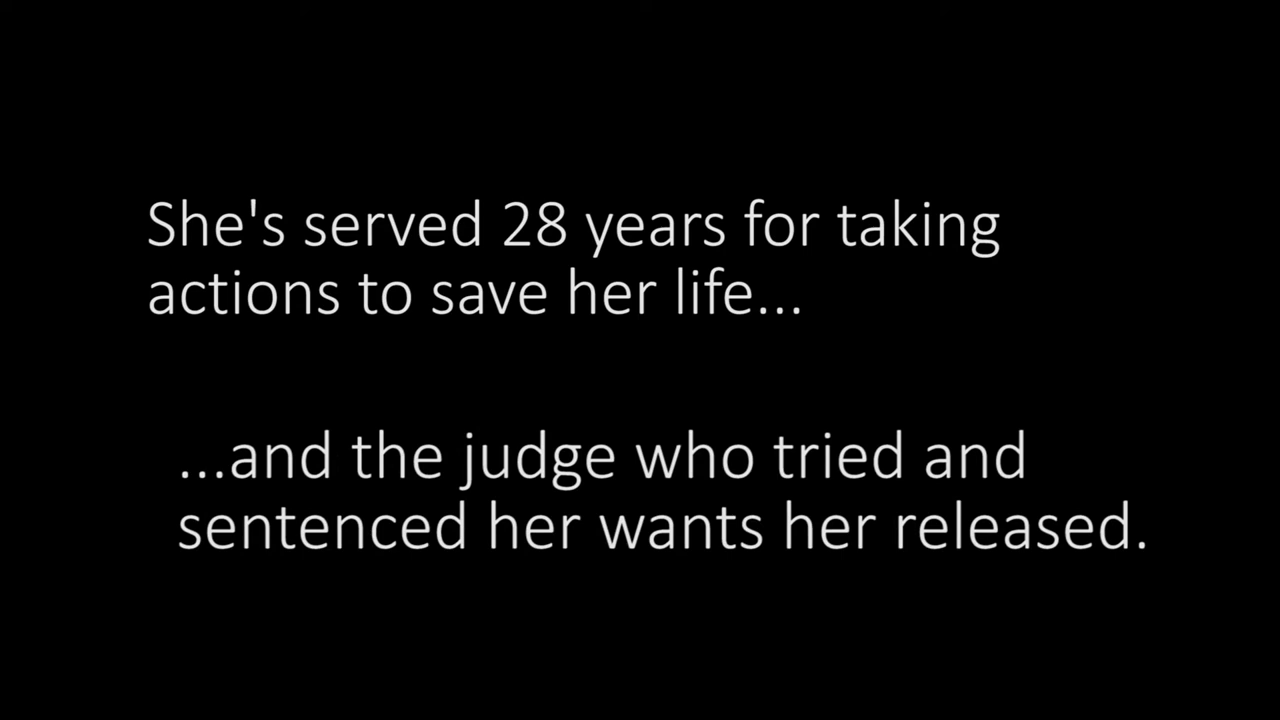 She's served 28 years for taking
actions to save her life...
...and the judge who tried and
sentenced her wants her released.